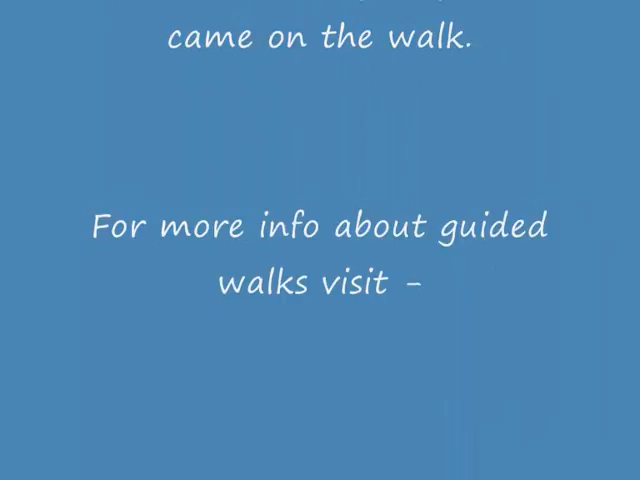 came on the walk.
For more info about guided
walks visit -